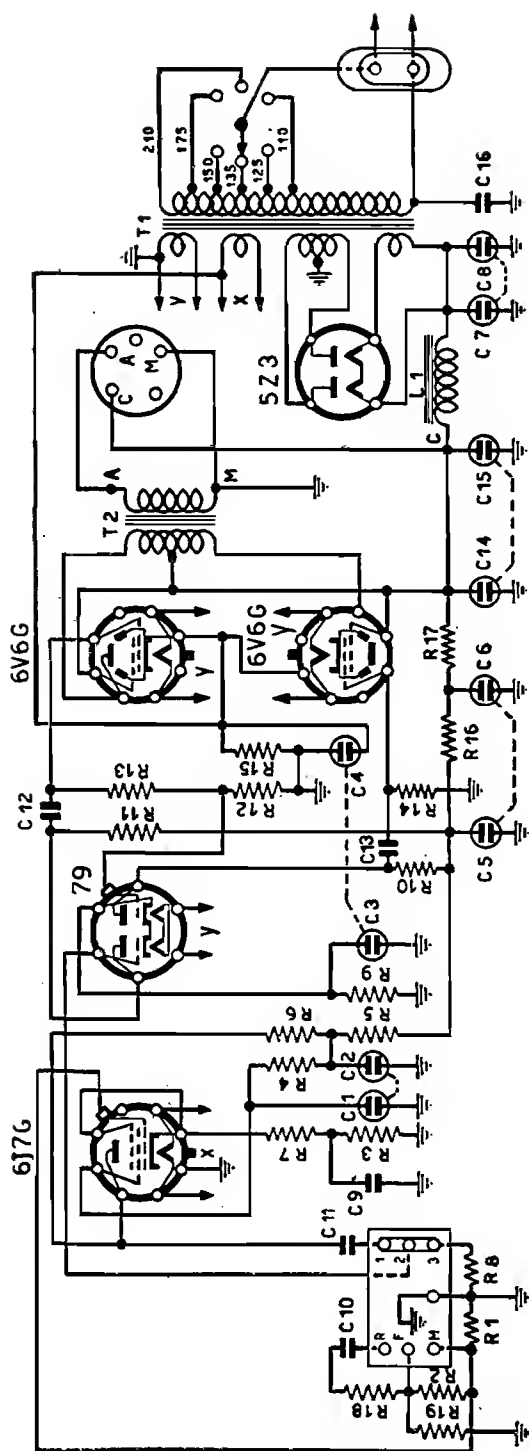 6J7G
79
6V6G
5Z3
6V6G
T1
T2
210
175
150
135
125
110
y
x
A
C
M
A
M
C12
R13
R11
R15
R12
C4
y
y
y
C16
C8
C7
L1
C
C15
C14
R17
C6
R16
C5
R14
C13
R10
C3
R9
R6
R5
R4
C2
C1
x
R7
R3
C9
C11
1
2
3
R8
R1
C10
R
F
M
R18
R2
R19